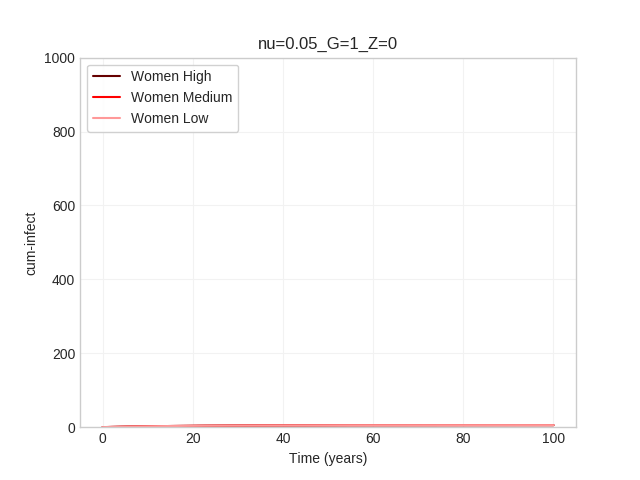 nu=0.05_G=1_Z=0
1000
800
600
400
200
0
cum-infect
Women High
Women Medium
Women Low
0 20 40 60 80 100
Time (years)